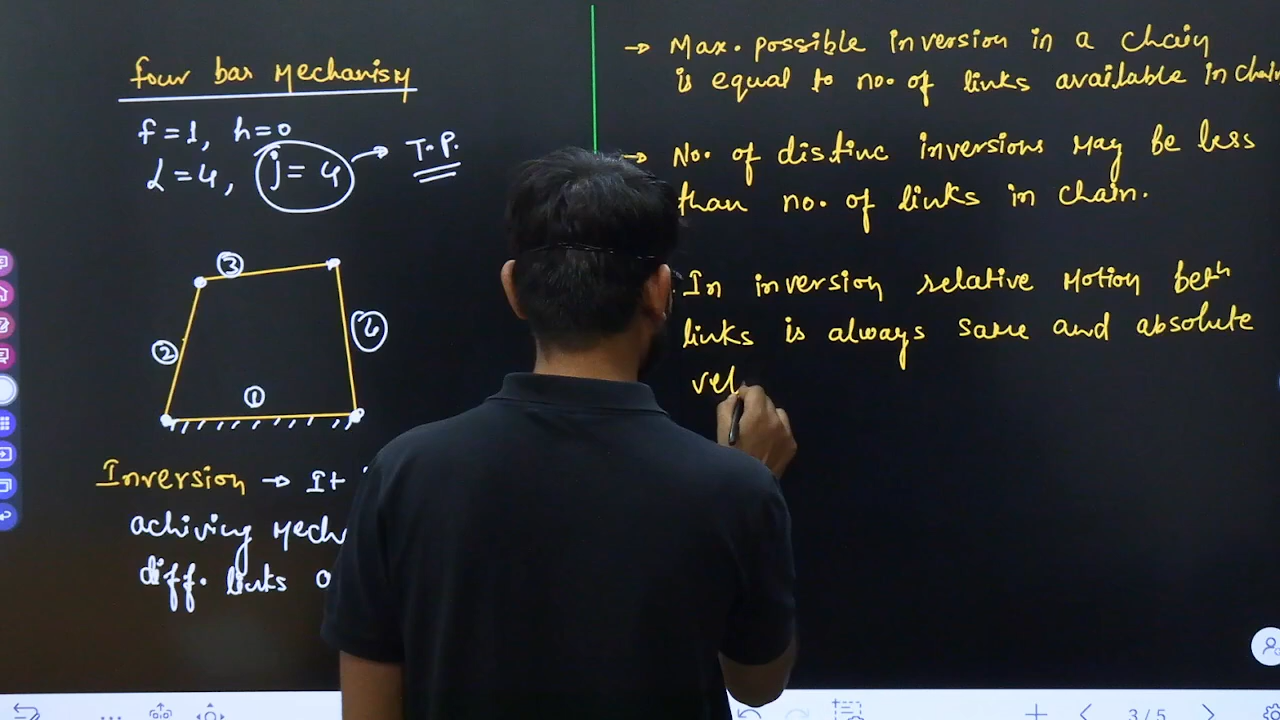 Four bar Mechanism
f=1, h=0
L=4, j=4 → T.P.
③
②
④
①
Inversion → It
achiving Mech
diff. links
→ Max. possible inversion in a chain
is equal to no. of links available in chain
→ No. of distinc inversions May be less
than no. of links in chain.
In inversion relative Motion betn
links is always same and absolute
vel
3/5